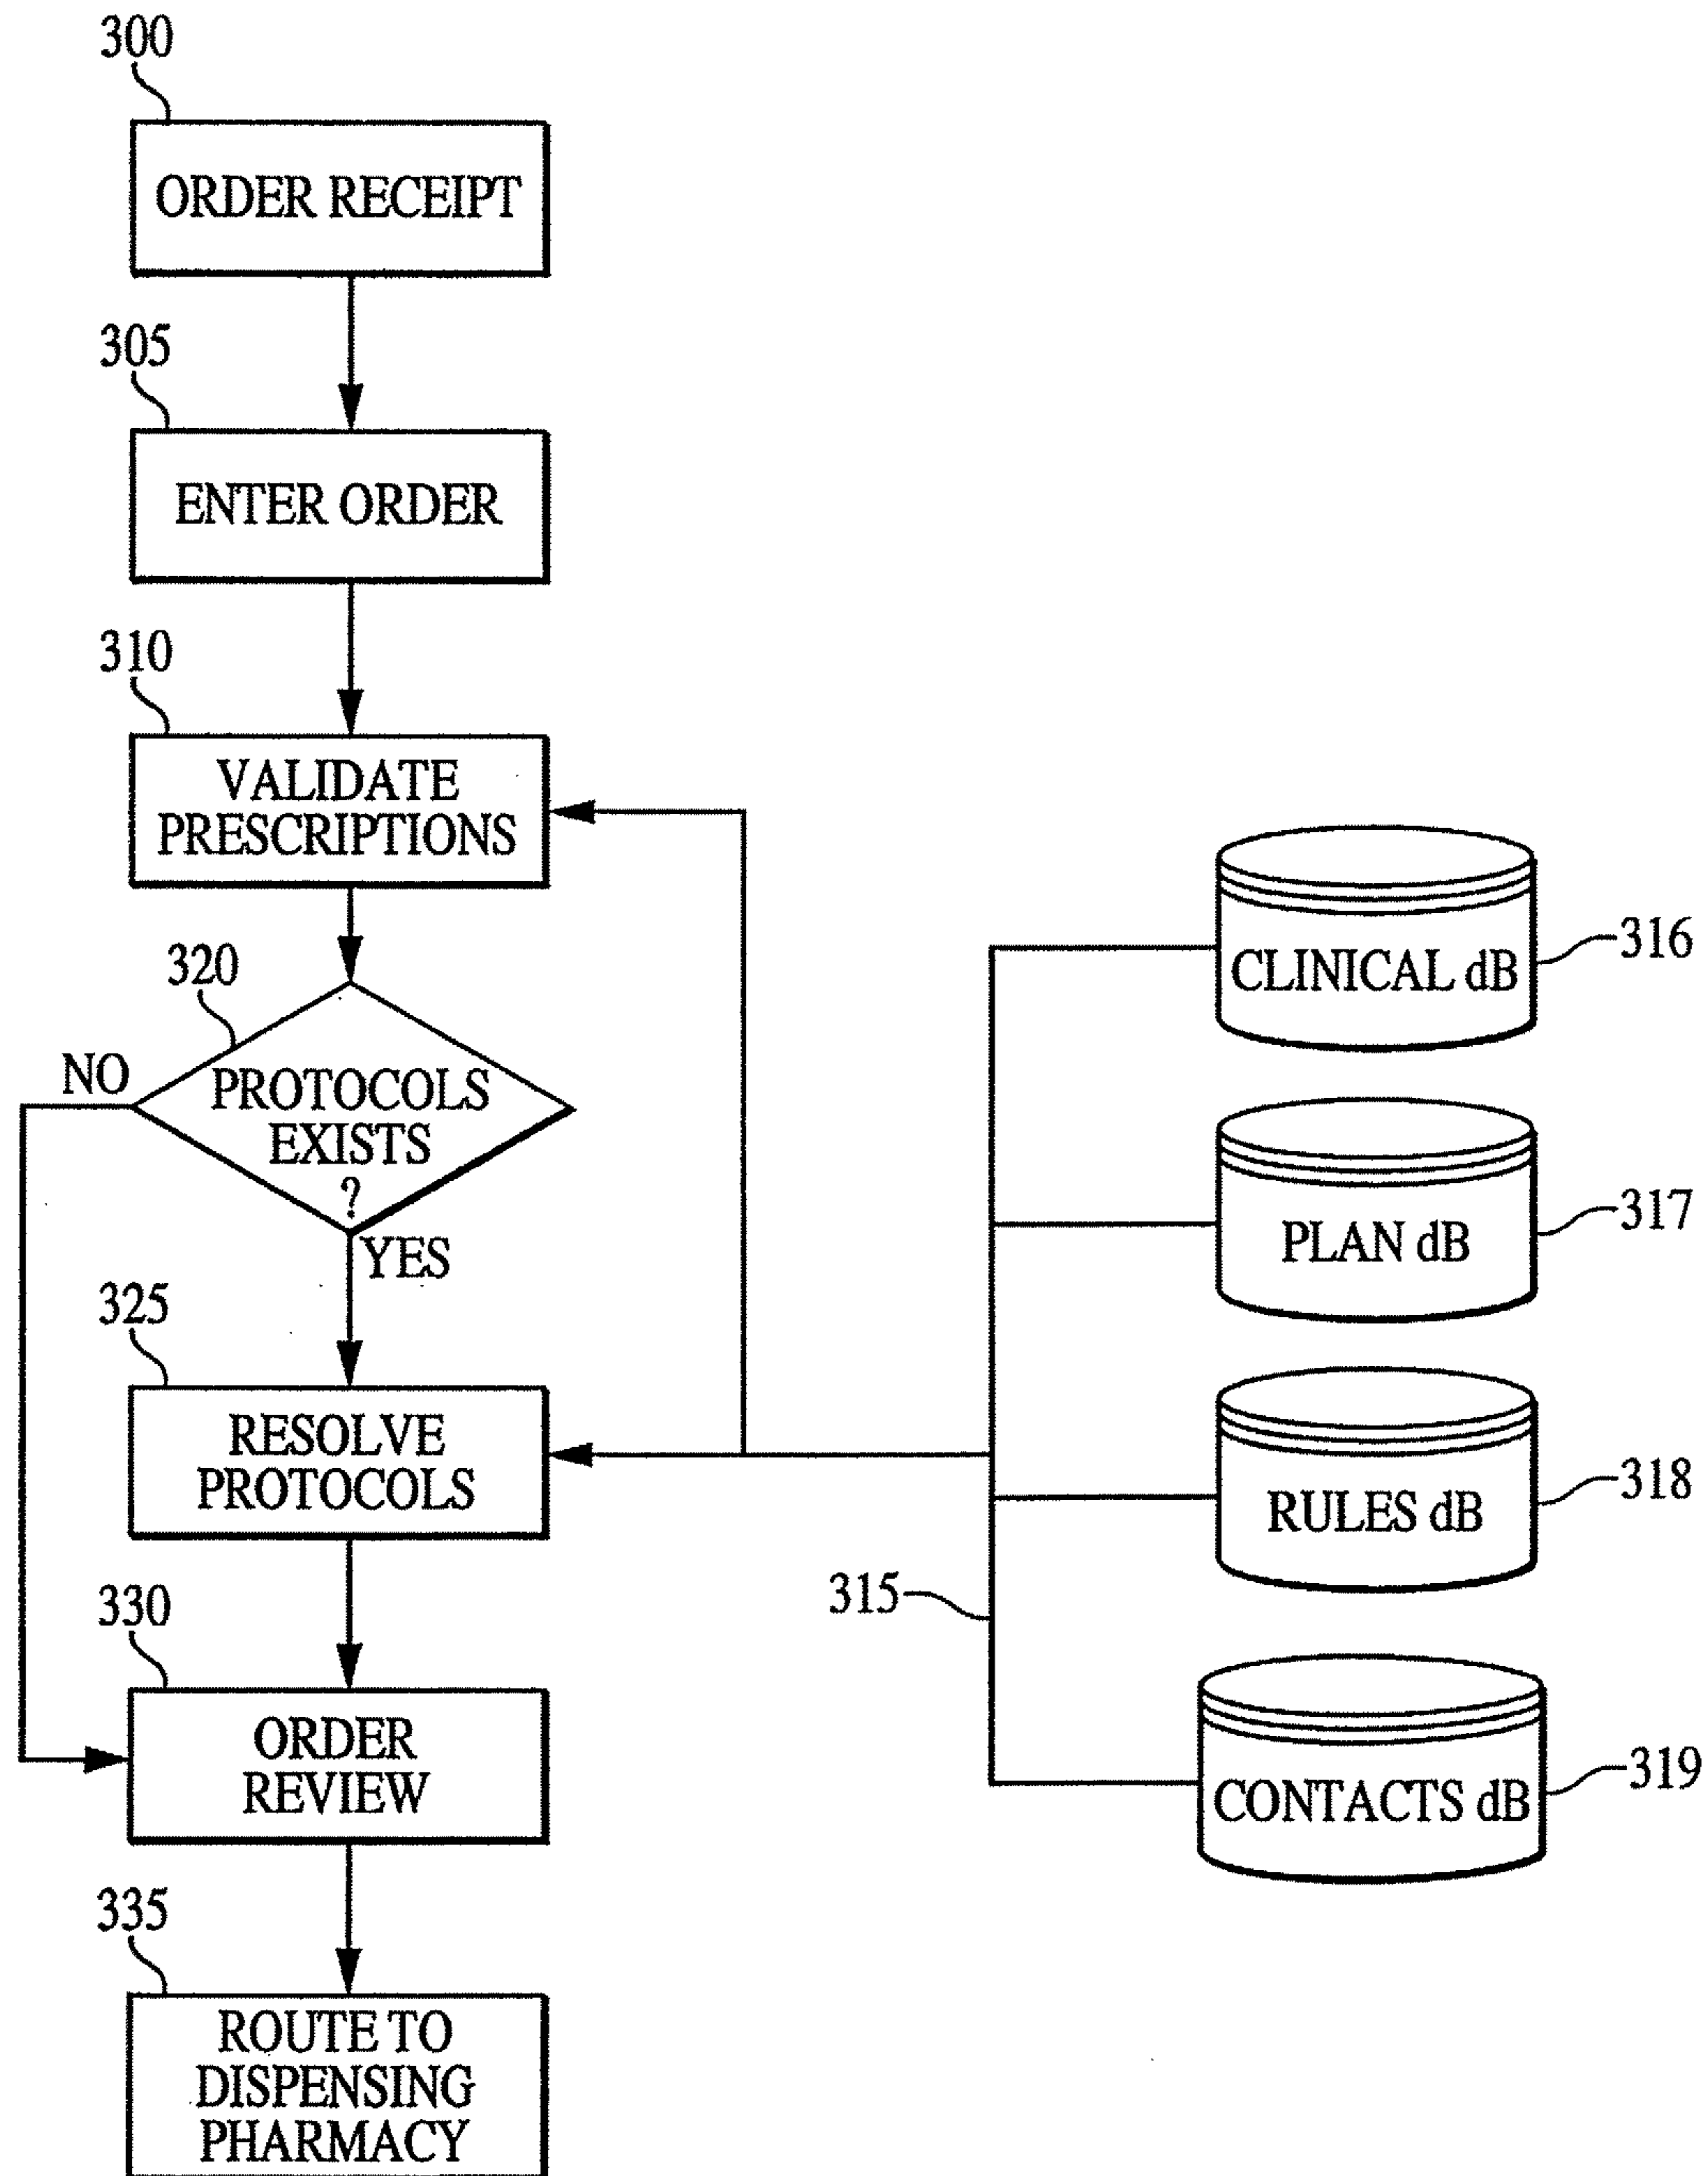 300
ORDER RECEIPT
305
ENTER ORDER
310
VALIDATE
PRESCRIPTIONS
320
NO
PROTOCOLS
EXISTS
?
YES
325
RESOLVE
PROTOCOLS
330
ORDER
REVIEW
335
ROUTE TO
DISPENSING
PHARMACY
CLINICAL dB
316
PLAN dB
317
RULES dB
318
315
CONTACTS dB
319